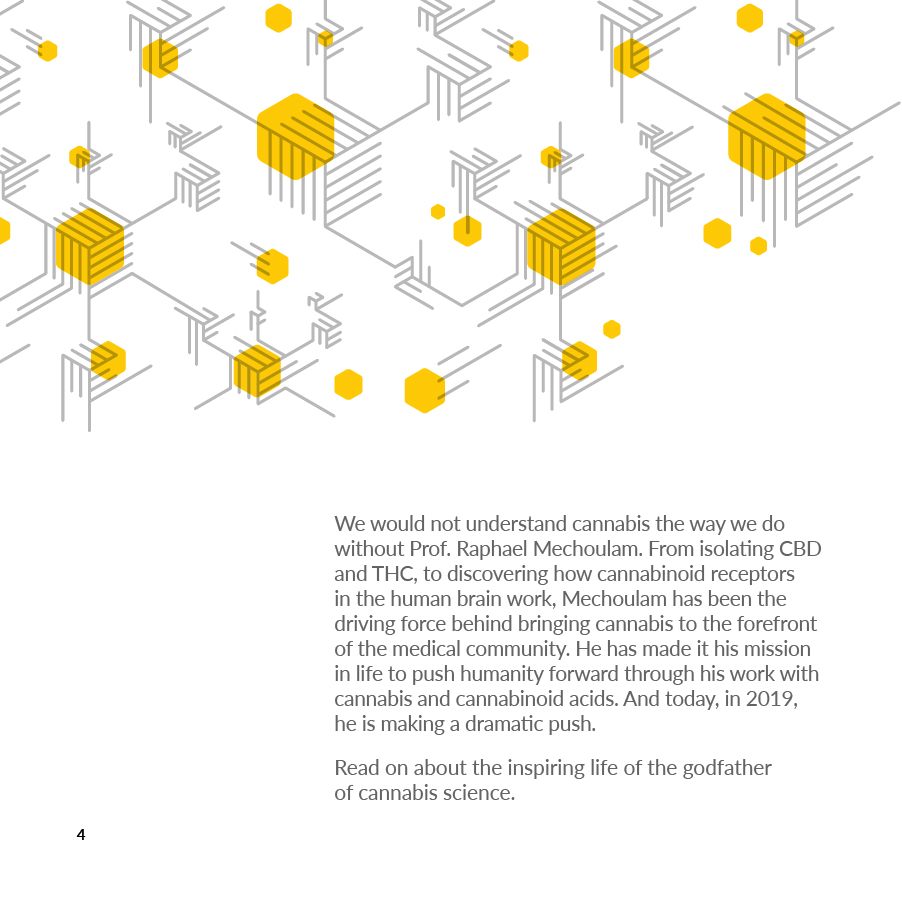 We would not understand cannabis the way we do
without Prof. Raphael Mechoulam. From isolating CBD
and THC, to discovering how cannabinoid receptors
in the human brain work, Mechoulam has been the
driving force behind bringing cannabis to the forefront
of the medical community. He has made it his mission
in life to push humanity forward through his work with
cannabis and cannabinoid acids. And today, in 2019,
he is making a dramatic push.
Read on about the inspiring life of the godfather
of cannabis science.
4